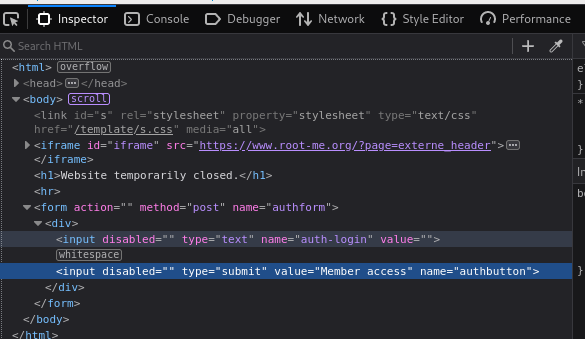 Inspector Console Debugger Network Style Editor Performance
Search HTML
<html> overflow
<head> ••• </head>
<body> scroll
<link id="s" rel="stylesheet" property="stylesheet" type="text/css"
href="/template/s.css" media="all">
<iframe id="iframe" src="https://www.root-me.org/?page=externe_header"> •••
</iframe>
<h1>Website temporarily closed.</h1>
<hr>
<form action="" method="post" name="authform">
<div>
<input disabled="" type="text" name="auth-login" value="">
whitespace
<input disabled="" type="submit" value="Member access" name="authbutton">
</div>
</form>
</body>
</html>
e
}
*
}
In
bo
}